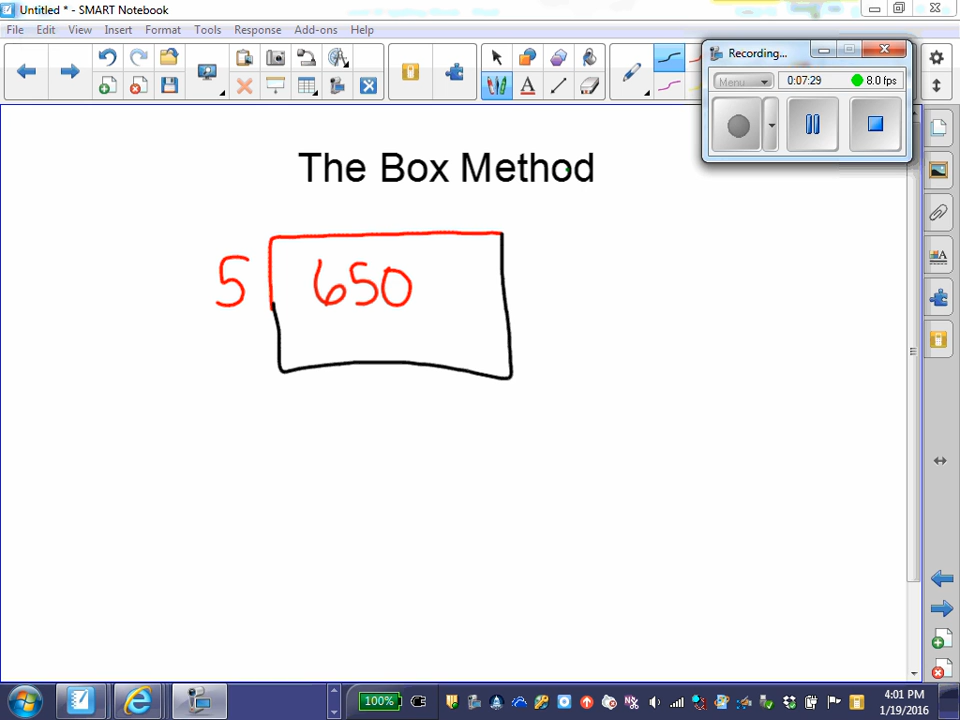 Untitled * - SMART Notebook
File Edit View Insert Format Tools Response Add-ons Help
Recording...
Menu 0:07:29 8.0 fps
The Box Method
5 650
100%
4:01 PM
1/19/2016